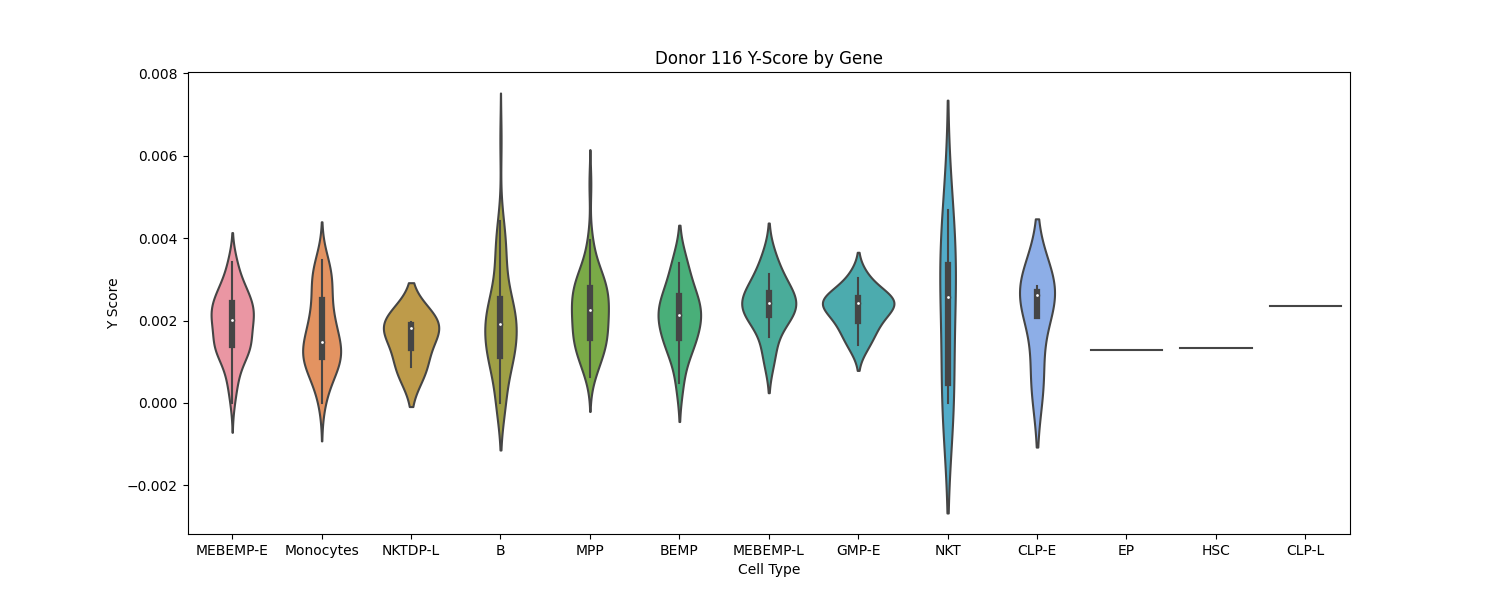 Donor 116 Y-Score by Gene
0.008
0.006
0.004
0.002
0.000
−0.002
Y Score
MEBEMP-E Monocytes NKTDP-L B MPP BEMP MEBEMP-L GMP-E NKT CLP-E EP HSC CLP-L
Cell Type